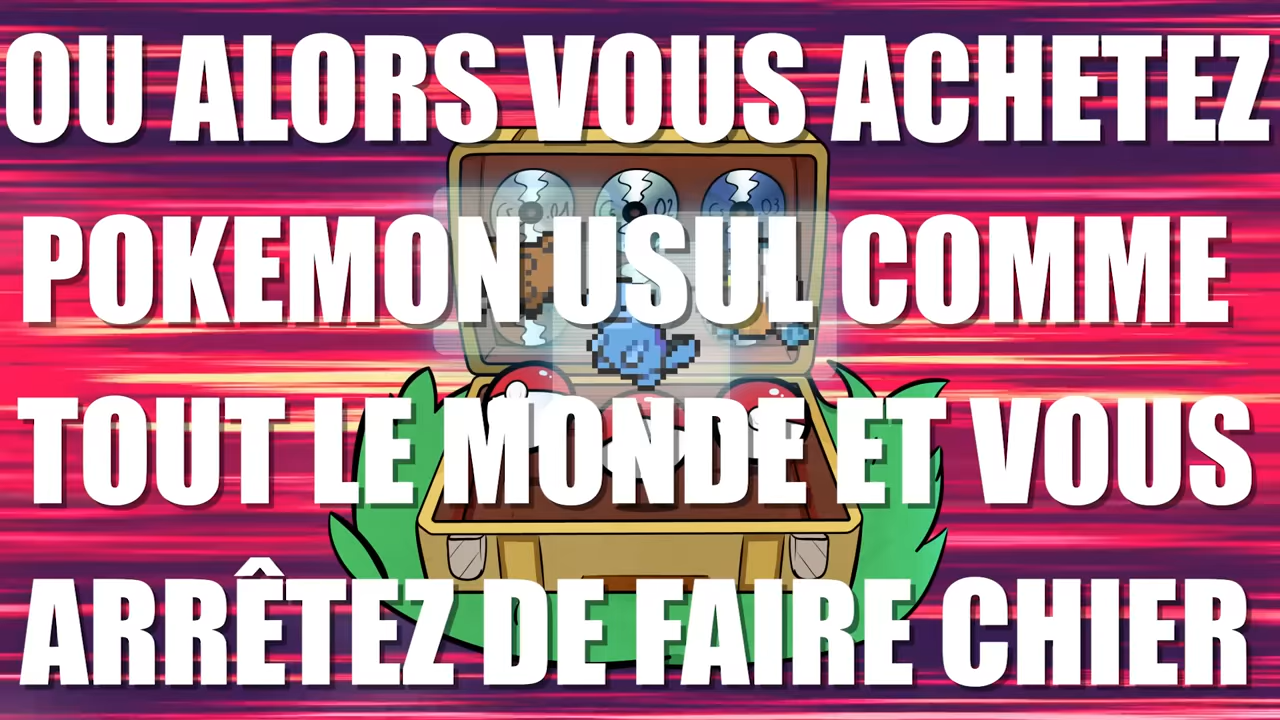 OU ALORS VOUS ACHETEZ
POKEMON USUL COMME
TOUT LE MONDE ET VOUS
ARRÊTEZ DE FAIRE CHIER